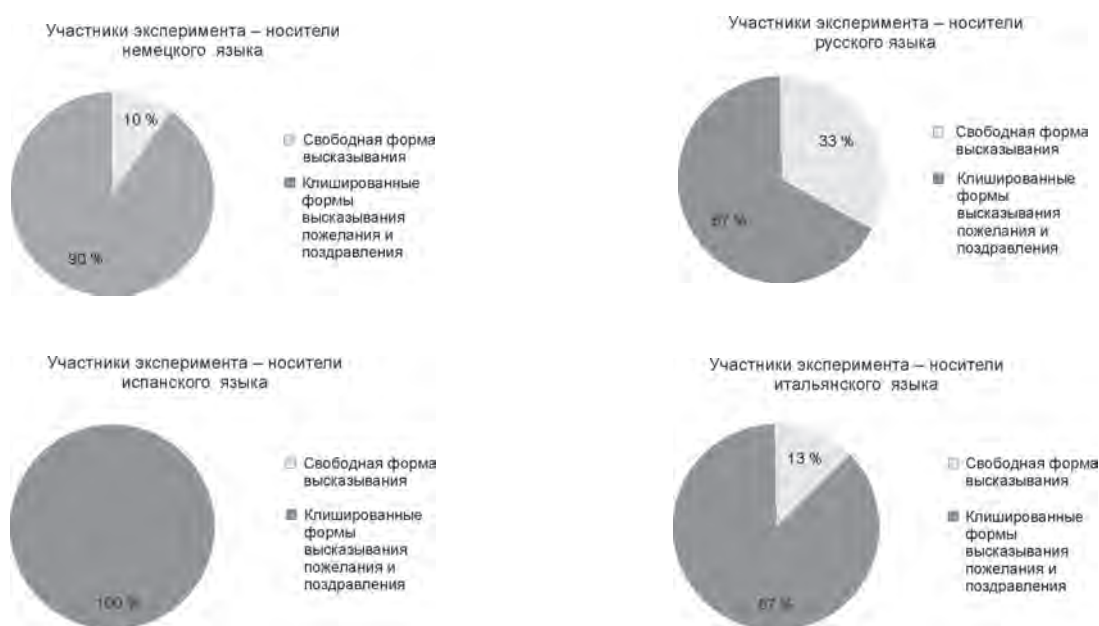 Участники эксперимента – носители
немецкого языка
10 %
90 %
Свободная форма
высказывания
Клишированные
формы
высказывания
пожелания и
поздравления
Участники эксперимента – носители
русского языка
33 %
67 %
Свободная форма
высказывания
Клишированные
формы
высказывания
пожелания и
поздравления
Участники эксперимента – носители
испанского языка
100 %
Свободная форма
высказывания
Клишированные
формы
высказывания
пожелания и
поздравления
Участники эксперимента – носители
итальянского языка
13 %
87 %
Свободная форма
высказывания
Клишированные
формы
высказывания
пожелания и
поздравления